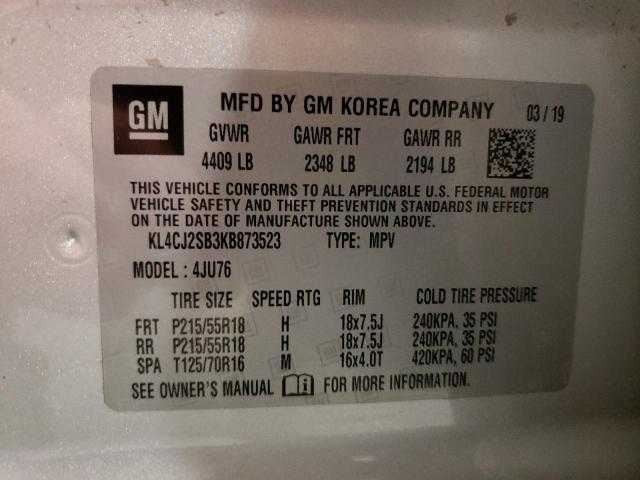 GM
MFD BY GM KOREA COMPANY 03/19
GVWR GAWR FRT GAWR RR
4409 LB 2348 LB 2194 LB
THIS VEHICLE CONFORMS TO ALL APPLICABLE U.S. FEDERAL MOTOR
VEHICLE SAFETY AND THEFT PREVENTION STANDARDS IN EFFECT
ON THE DATE OF MANUFACTURE SHOWN ABOVE.
KL4CJ2SB3KB873523 TYPE: MPV
MODEL : 4JU76
TIRE SIZE SPEED RTG RIM COLD TIRE PRESSURE
FRT P215/55R18 H 18x7.5J 240KPA, 35 PSI
RR P215/55R18 H 18x7.5J 240KPA, 35 PSI
SPA T125/70R16 M 16x4.0T 420KPA, 60 PSI
SEE OWNER'S MANUAL FOR MORE INFORMATION.